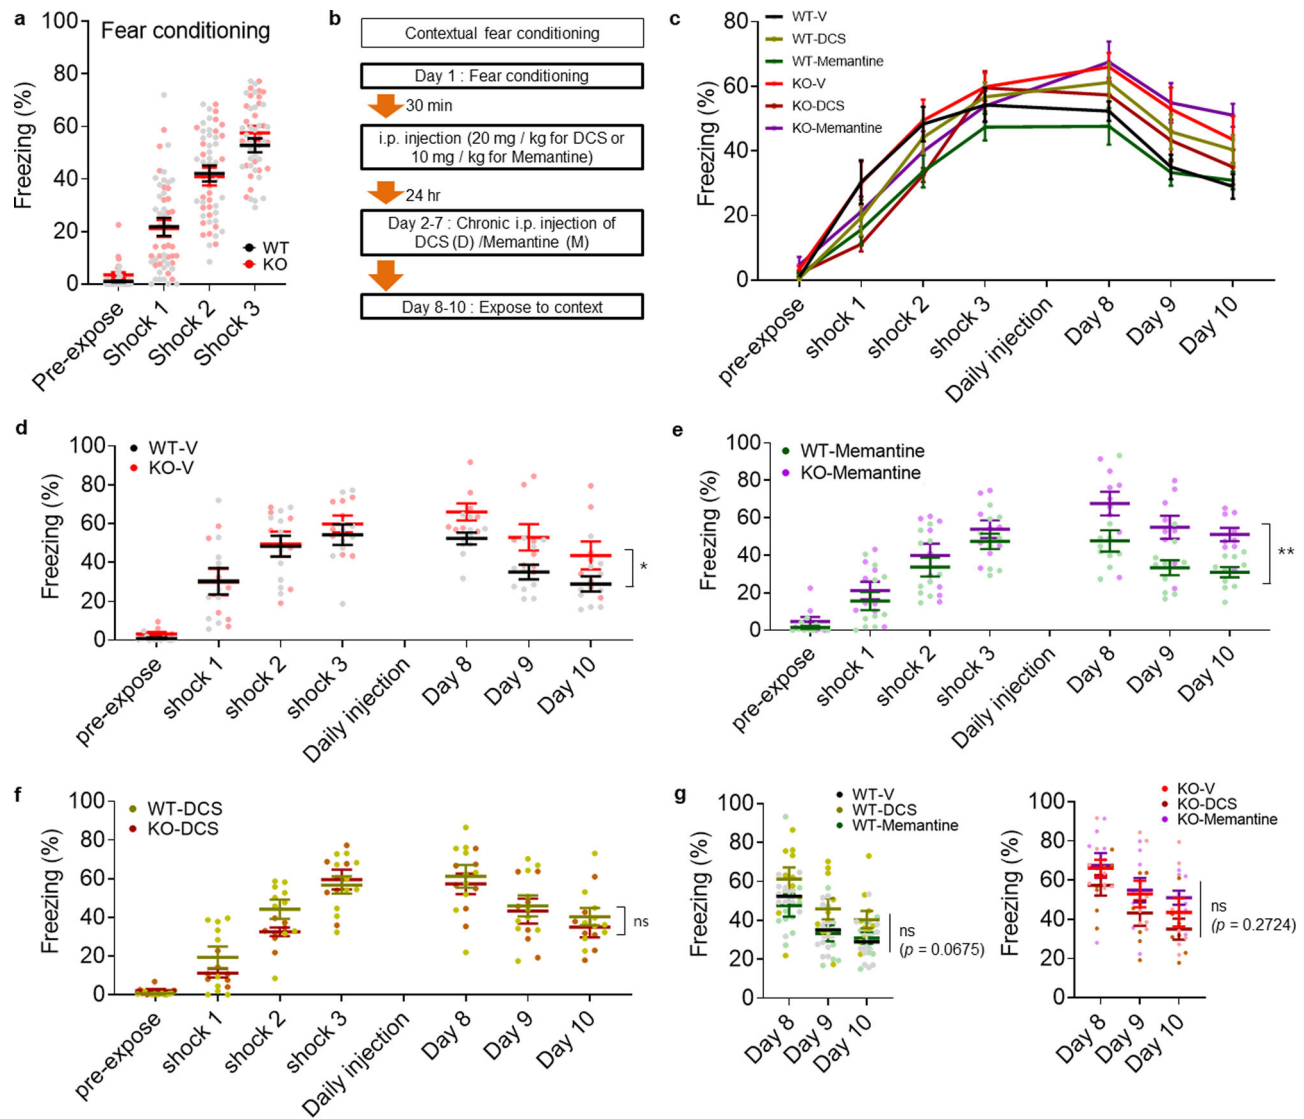 a
Fear conditioning
Freezing (%)
100
80
60
40
20
0
WT
KO
Pre-expose
Shock 1
Shock 2
Shock 3
b
Contextual fear conditioning
Day 1 : Fear conditioning
30 min
i.p. injection (20 mg / kg for DCS or
10 mg / kg for Memantine)
24 hr
Day 2-7 : Chronic i.p. injection of
DCS (D) /Memantine (M)
Day 8-10 : Expose to context
c
WT-V
WT-DCS
WT-Memantine
KO-V
KO-DCS
KO-Memantine
Freezing (%)
80
60
40
20
0
pre-expose
shock 1
shock 2
shock 3
Daily injection
Day 8
Day 9
Day 10
d
WT-V
KO-V
Freezing (%)
100
80
60
40
20
0
*
pre-expose
shock 1
shock 2
shock 3
Daily injection
Day 8
Day 9
Day 10
e
WT-Memantine
KO-Memantine
Freezing (%)
100
80
60
40
20
0
**
pre-expose
shock 1
shock 2
shock 3
Daily injection
Day 8
Day 9
Day 10
f
WT-DCS
KO-DCS
Freezing (%)
100
80
60
40
20
0
ns
pre-expose
shock 1
shock 2
shock 3
Daily injection
Day 8
Day 9
Day 10
g
WT-V
WT-DCS
WT-Memantine
Freezing (%)
100
80
60
40
20
0
ns
(p = 0.0675)
Day 8
Day 9
Day 10
KO-V
KO-DCS
KO-Memantine
Freezing (%)
100
80
60
40
20
0
ns
(p = 0.2724)
Day 8
Day 9
Day 10